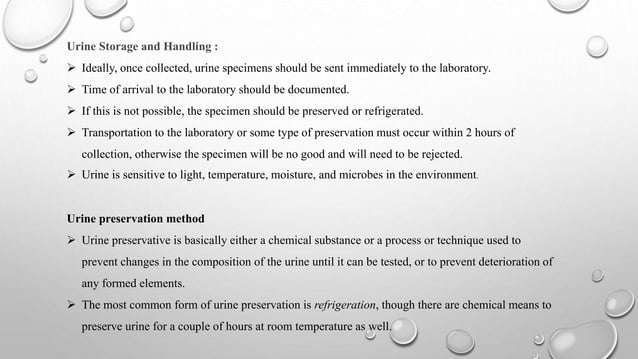 Urine Storage and Handling :
➢ Ideally, once collected, urine specimens should be sent immediately to the laboratory.
➢ Time of arrival to the laboratory should be documented.
➢ If this is not possible, the specimen should be preserved or refrigerated.
➢ Transportation to the laboratory or some type of preservation must occur within 2 hours of
collection, otherwise the specimen will be no good and will need to be rejected.
➢ Urine is sensitive to light, temperature, moisture, and microbes in the environment.
Urine preservation method
➢ Urine preservative is basically either a chemical substance or a process or technique used to
prevent changes in the composition of the urine until it can be tested, or to prevent deterioration of
any formed elements.
➢ The most common form of urine preservation is refrigeration, though there are chemical means to
preserve urine for a couple of hours at room temperature as well.